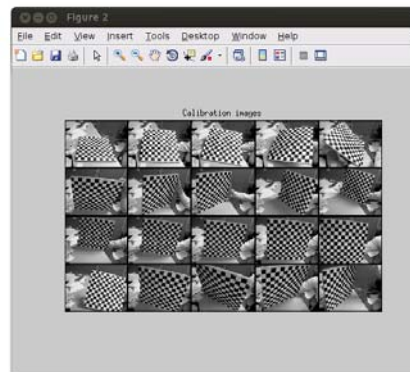 Figure 2
File Edit View Insert Tools Desktop Window Help
Calibration images